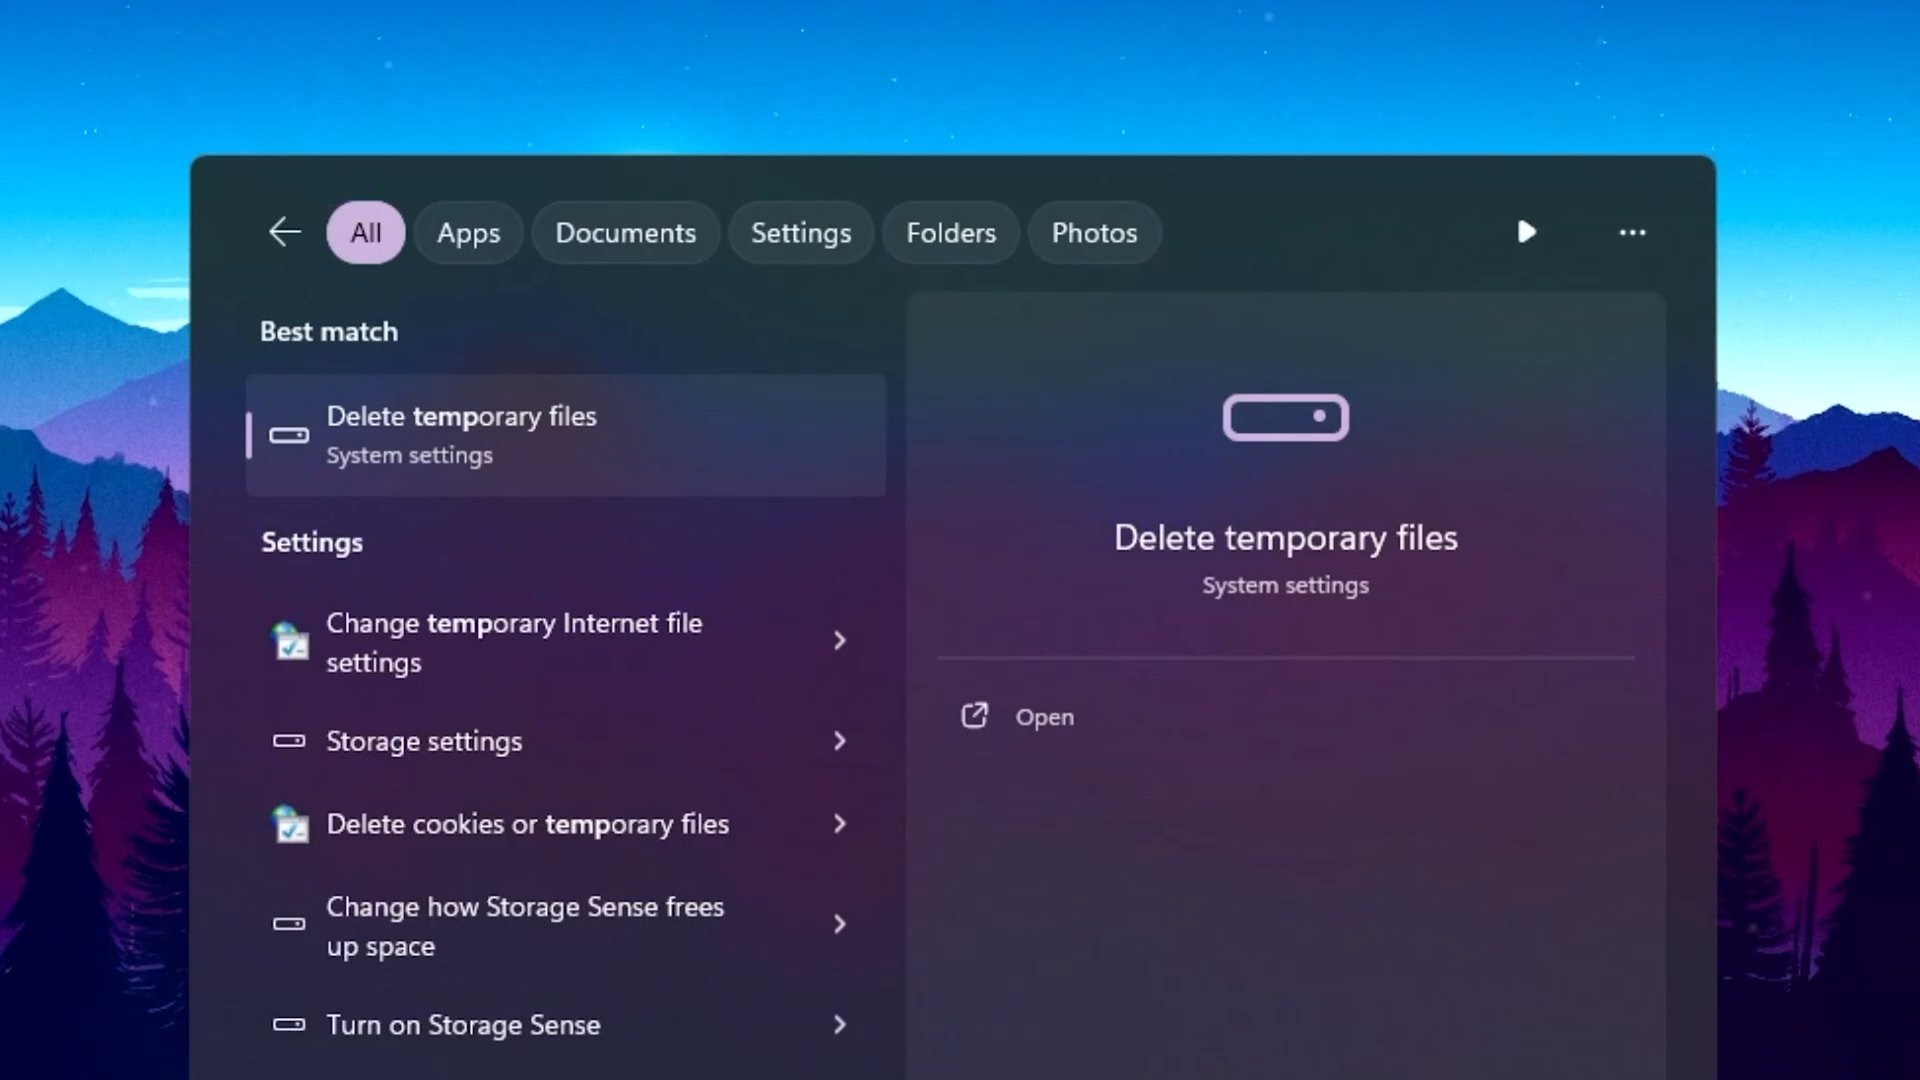 All Apps Documents Settings Folders Photos
Best match
Delete temporary files
System settings
Settings
Change temporary Internet file
settings
Storage settings
Delete cookies or temporary files
Change how Storage Sense frees
up space
Turn on Storage Sense
Delete temporary files
System settings
Open